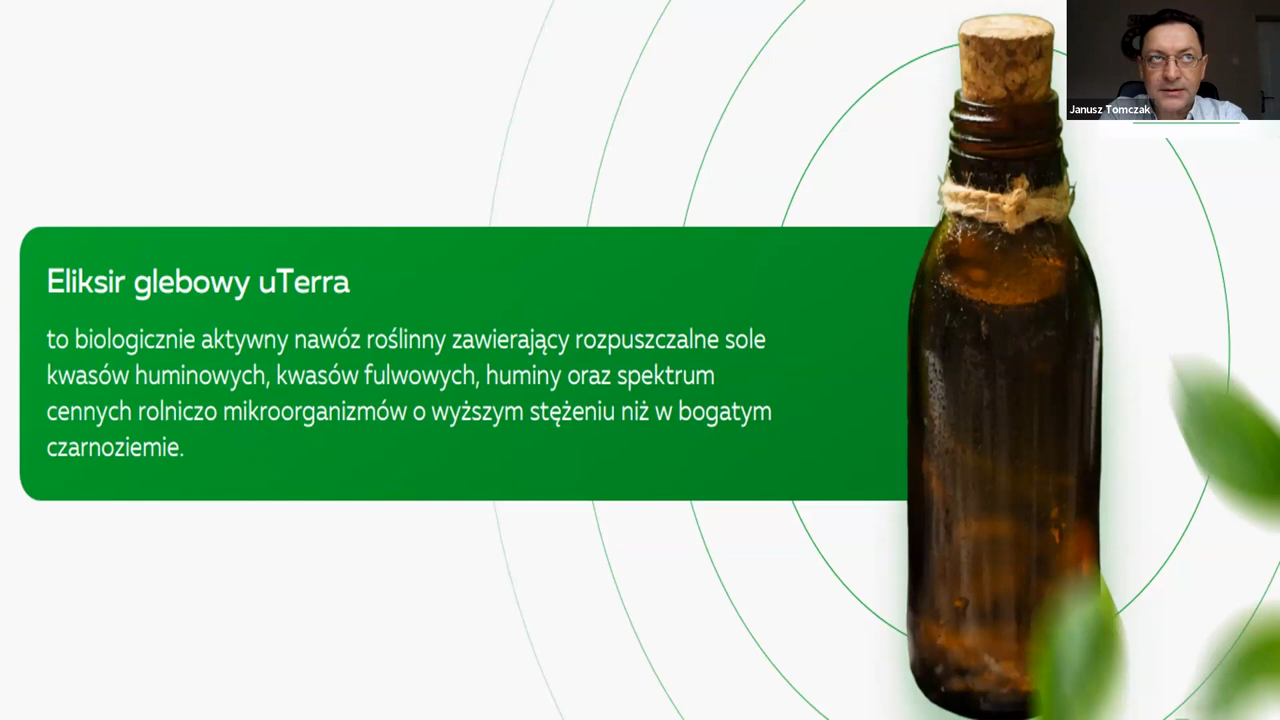 Janusz Tomczak
Eliksir glebowy uTerra
to biologicznie aktywny nawóz roślinny zawierający rozpuszczalne sole
kwasów huminowych, kwasów fulwowych, huminy oraz spektrum
cennych rolniczo mikroorganizmów o wyższym stężeniu niż w bogatym
czarnoziemie.